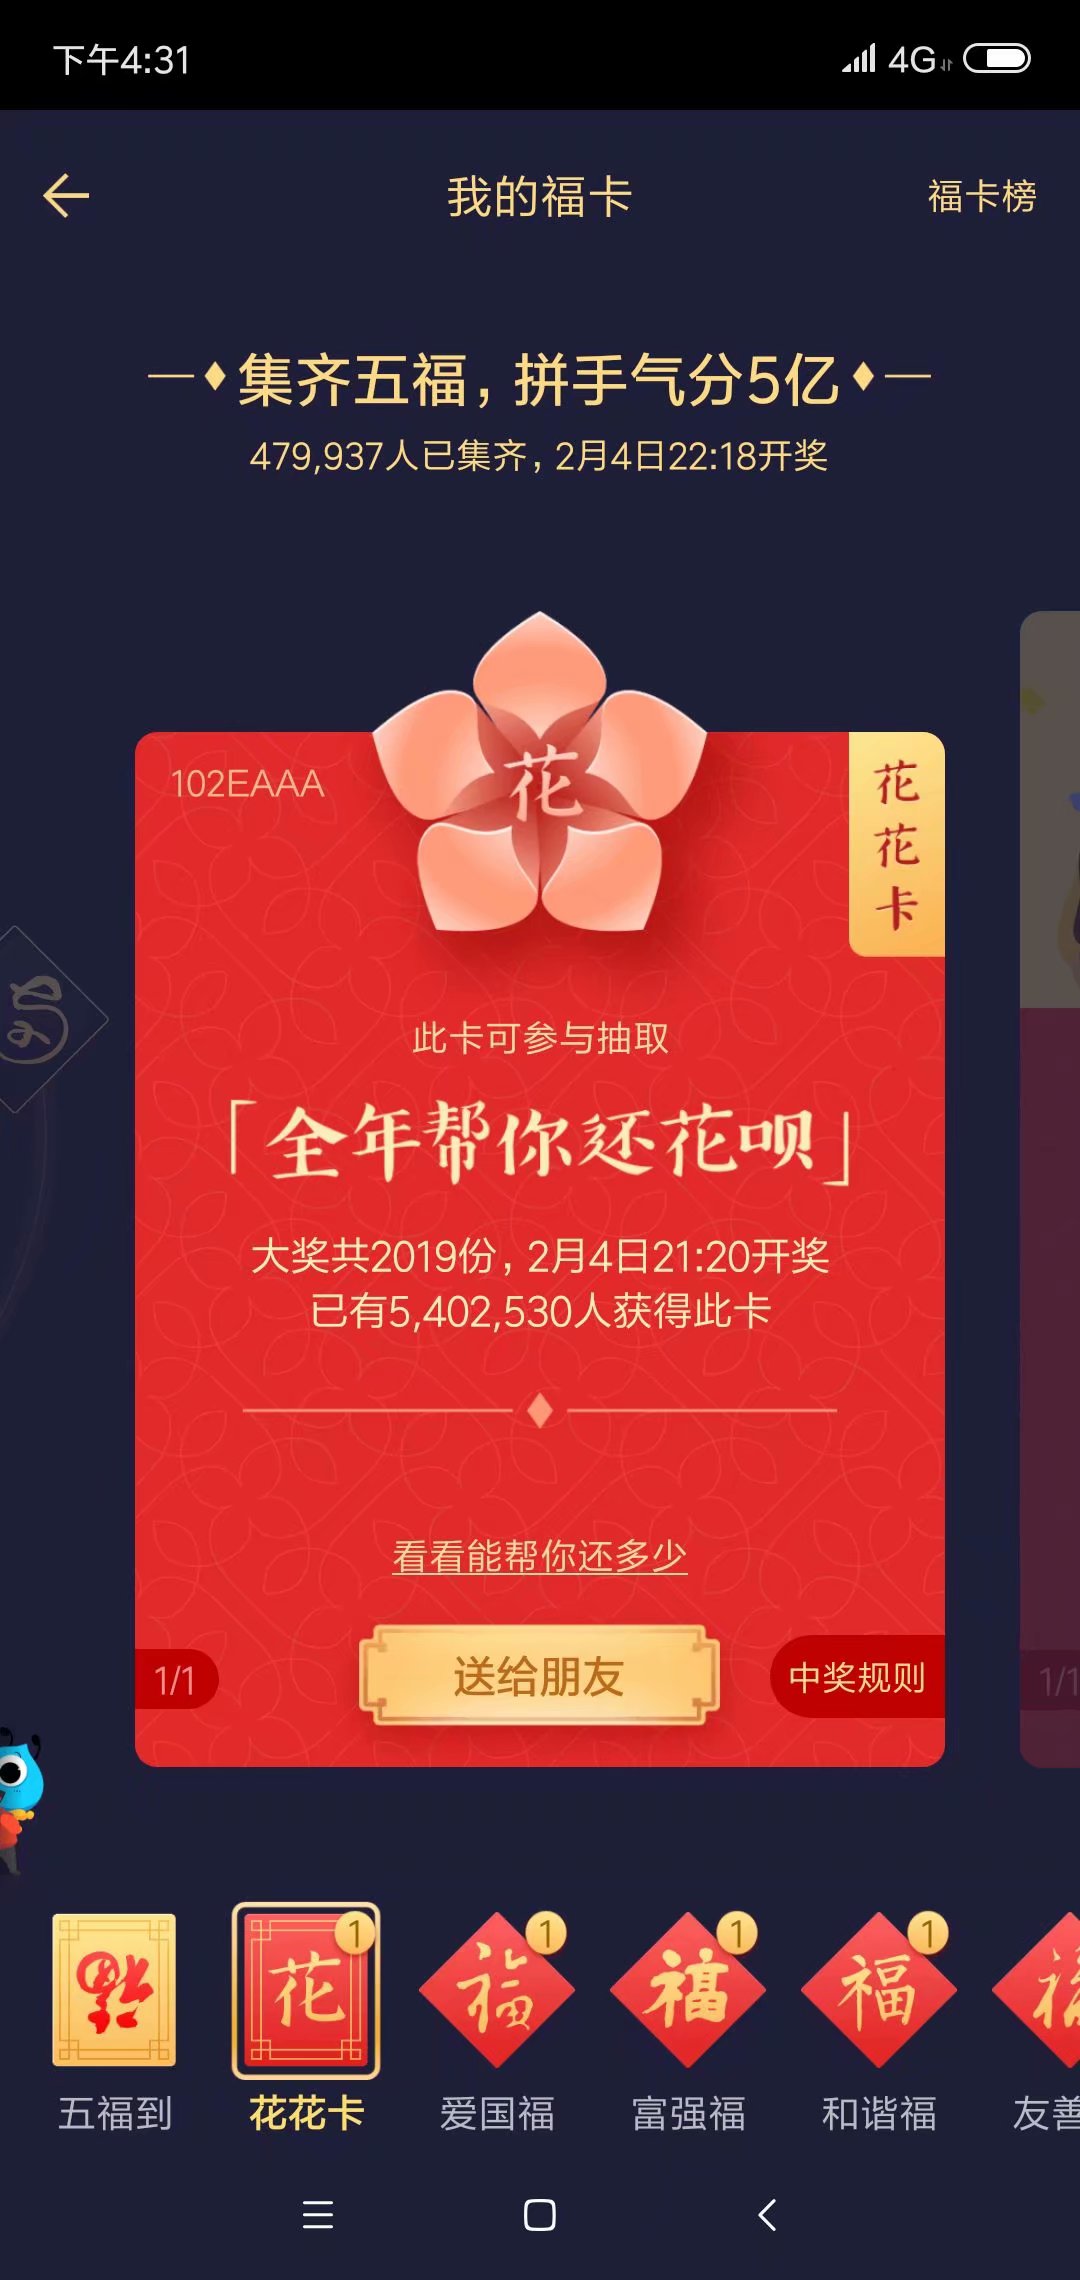 下午4:31
4G
我的福卡
福卡榜
集齐五福，拼手气分5亿
479,937人已集齐，2月4日22:18开奖
花
102EAAA
花花卡
此卡可参与抽取
「全年帮你还花呗」
大奖共2019份，2月4日21:20开奖
已有5,402,530人获得此卡
看看能帮你还多少
1/1
送给朋友
中奖规则
1/1
福
花
1
福
1
福
1
福
1
五福到
花花卡
爱国福
富强福
和谐福
友善